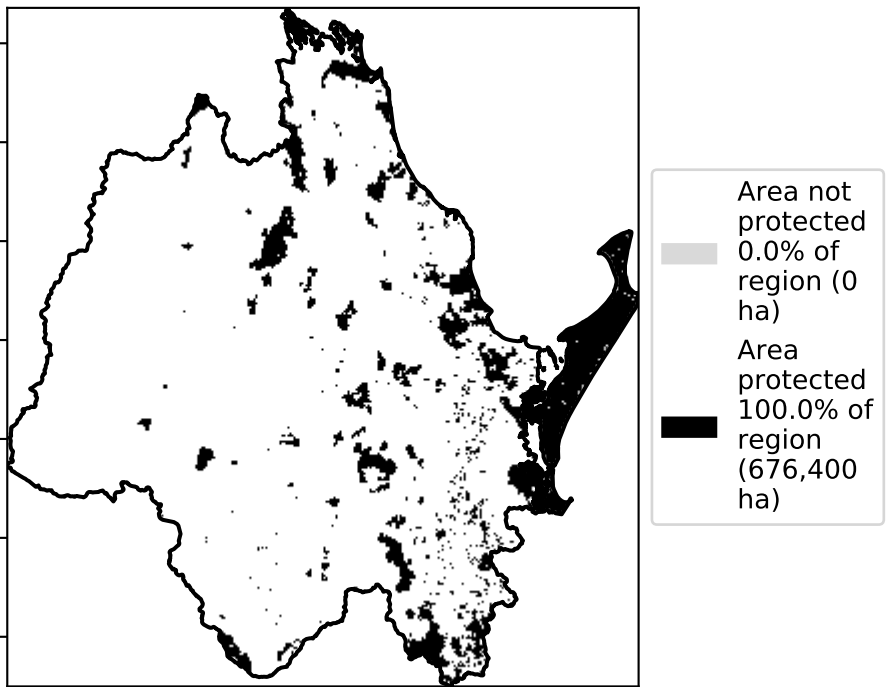 Area not
protected
0.0% of
region (0
ha)
Area
protected
100.0% of
region
(676,400
ha)